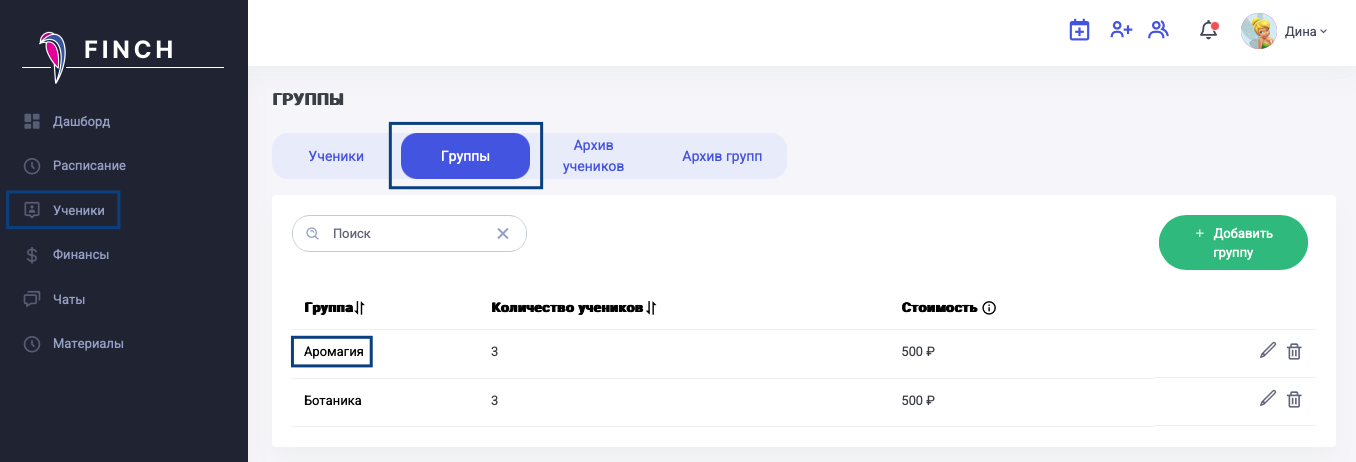 FINCH
Дина
Дашборд
Расписание
Ученики
Финансы
Чаты
Материалы
ГРУППЫ
Ученики
Группы
Архив
учеников
Архив групп
Поиск
+ Добавить
группу
Группа Количество учеников Стоимость
Аромагия 3 500 ₽
Ботаника 3 500 ₽